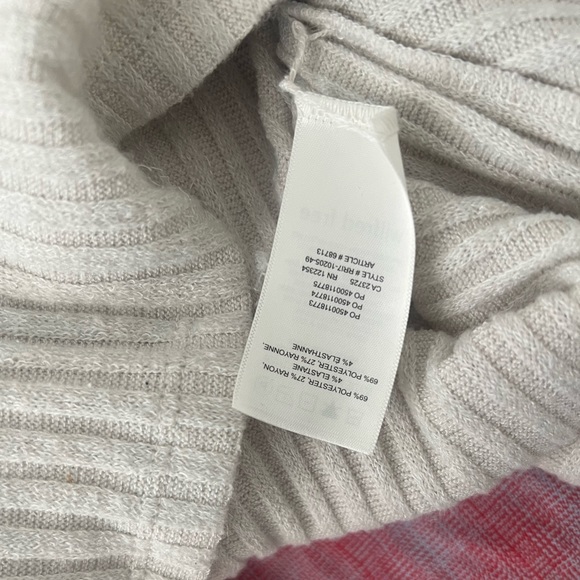 69% POLYESTER, 27% RAYON,
4% ELASTANE
69% POLYESTER, 27% RAYONNE,
4% ELASTHANNE
PO 4500118773
PO 4500118774
PO 4500118775
CA 23725 RN 122354
STYLE # RRI7-10205-49
ARTICLE # 68713